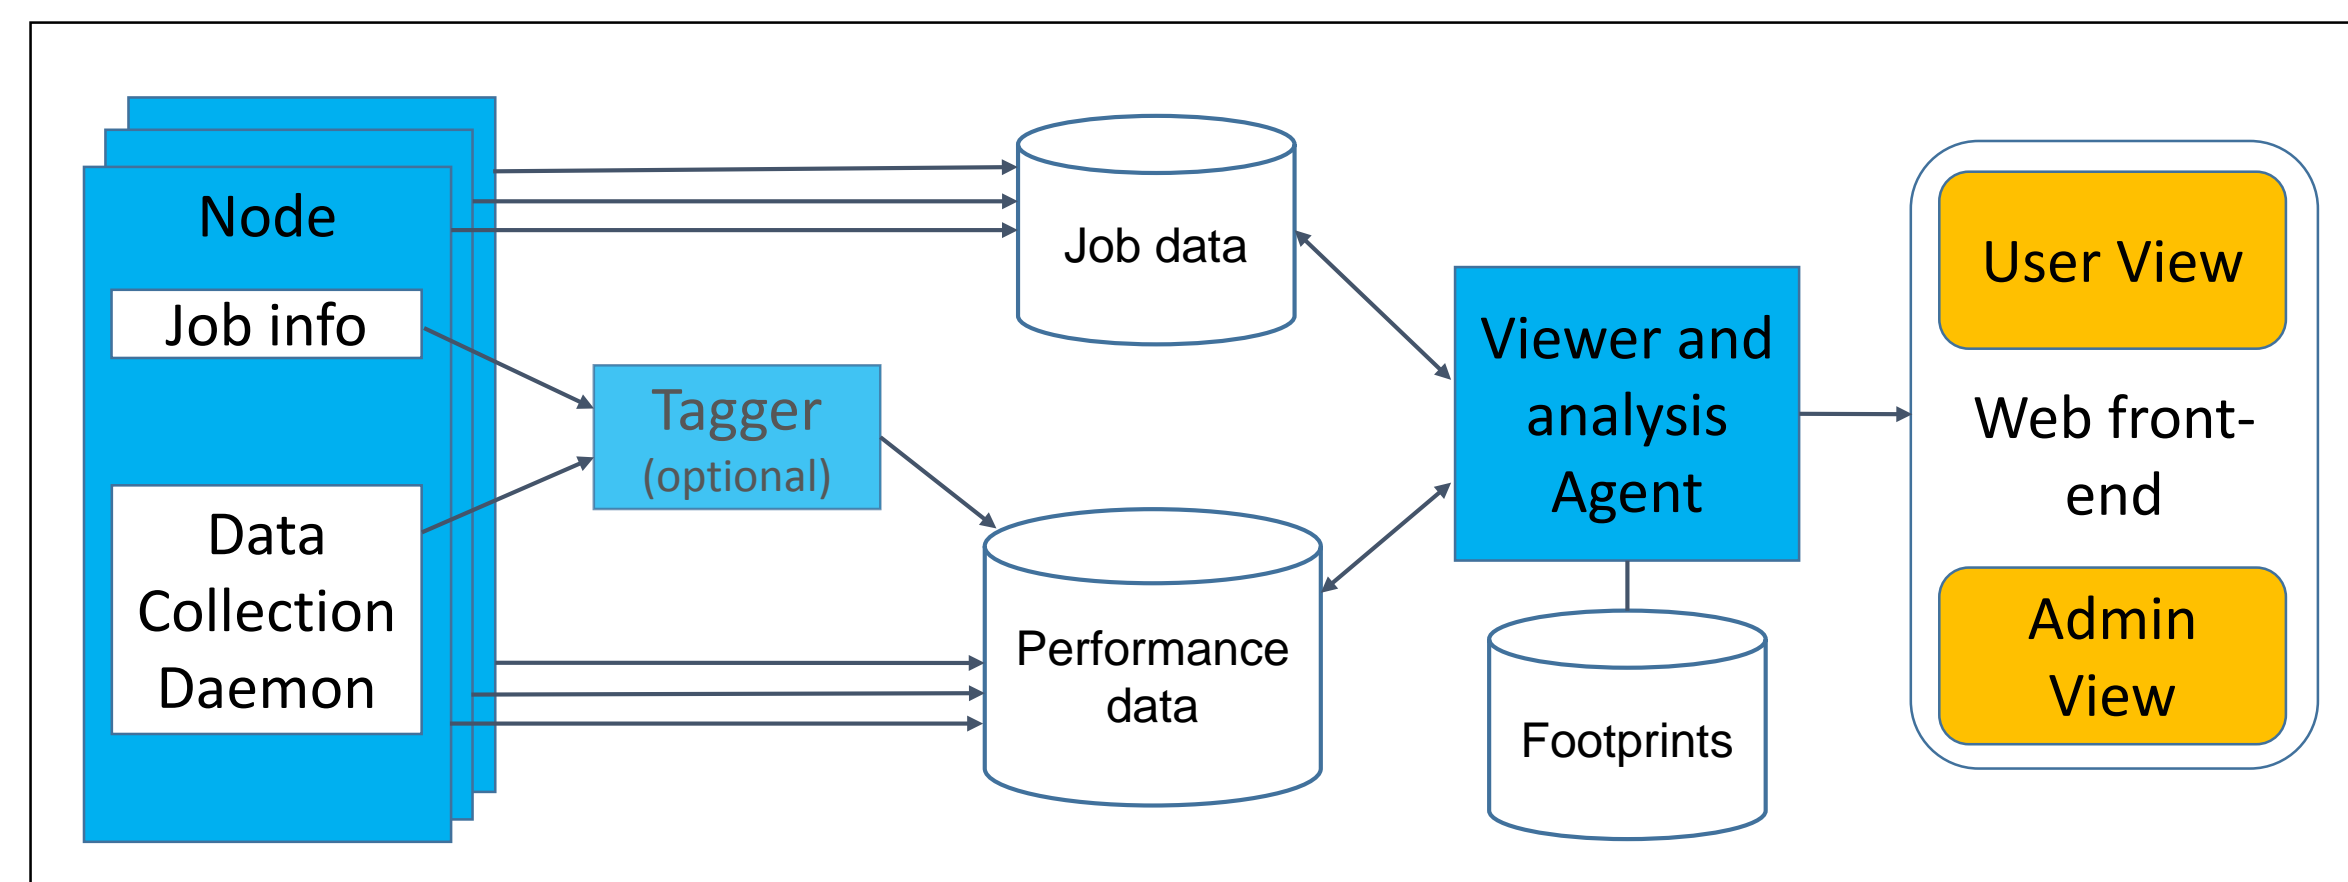 Node
Job info
Data
Collection
Daemon
Tagger
(optional)
Job data
Performance
data
Viewer and
analysis
Agent
Footprints
User View
Web front-
end
Admin
View